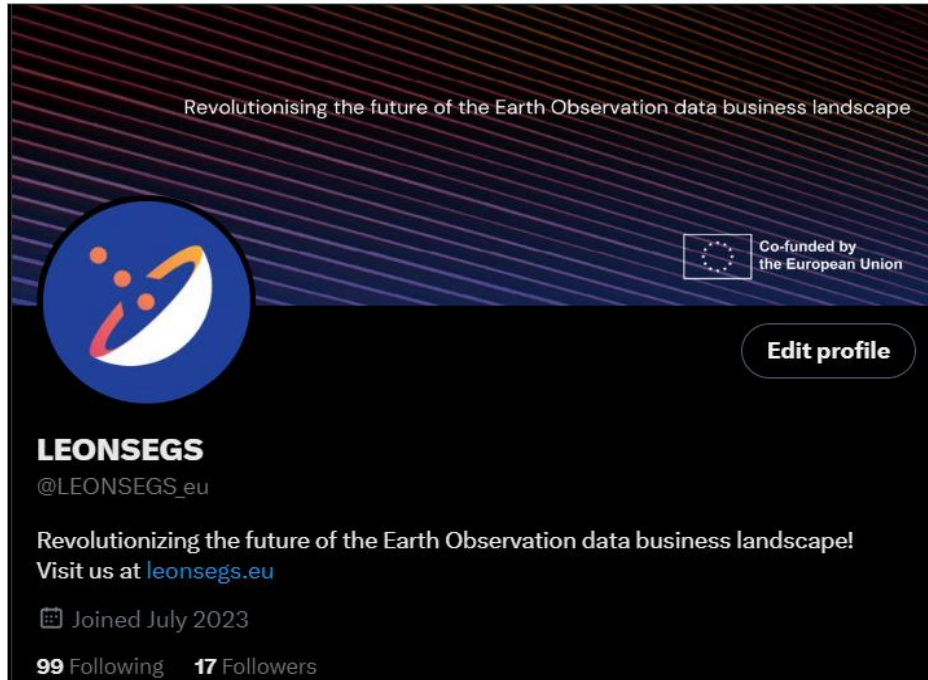 Revolutionising the future of the Earth Observation data business landscape
Co-funded by
the European Union
Edit profile
LEONSEGS
@LEONSEGS_eu
Revolutionizing the future of the Earth Observation data business landscape!
Visit us at leonsegs.eu
Joined July 2023
99 Following 17 Followers